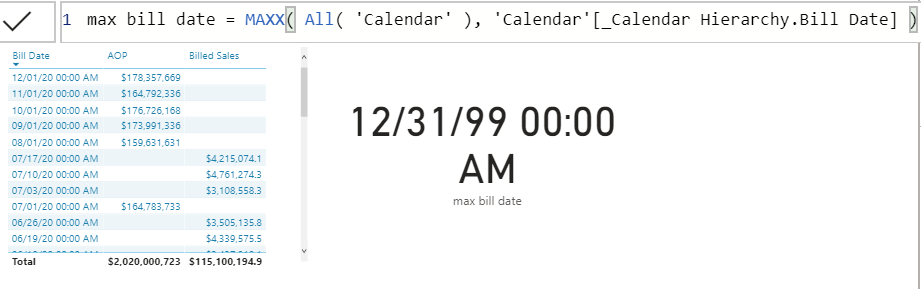 1 max bill date = MAXX( All( 'Calendar' ), 'Calendar'[_Calendar Hierarchy.Bill Date] )
Bill Date AOP Billed Sales
12/01/20 00:00 AM $178,357,669
11/01/20 00:00 AM $164,792,336
10/01/20 00:00 AM $176,726,168
09/01/20 00:00 AM $173,991,336
08/01/20 00:00 AM $159,631,631
07/17/20 00:00 AM $4,215,074.1
07/10/20 00:00 AM $4,761,274.3
07/03/20 00:00 AM $3,108,558.3
07/01/20 00:00 AM $164,783,733
06/26/20 00:00 AM $3,505,135.8
06/19/20 00:00 AM $4,339,575.5
Total $2,020,000,723 $115,100,194.9
12/31/99 00:00
AM
max bill date